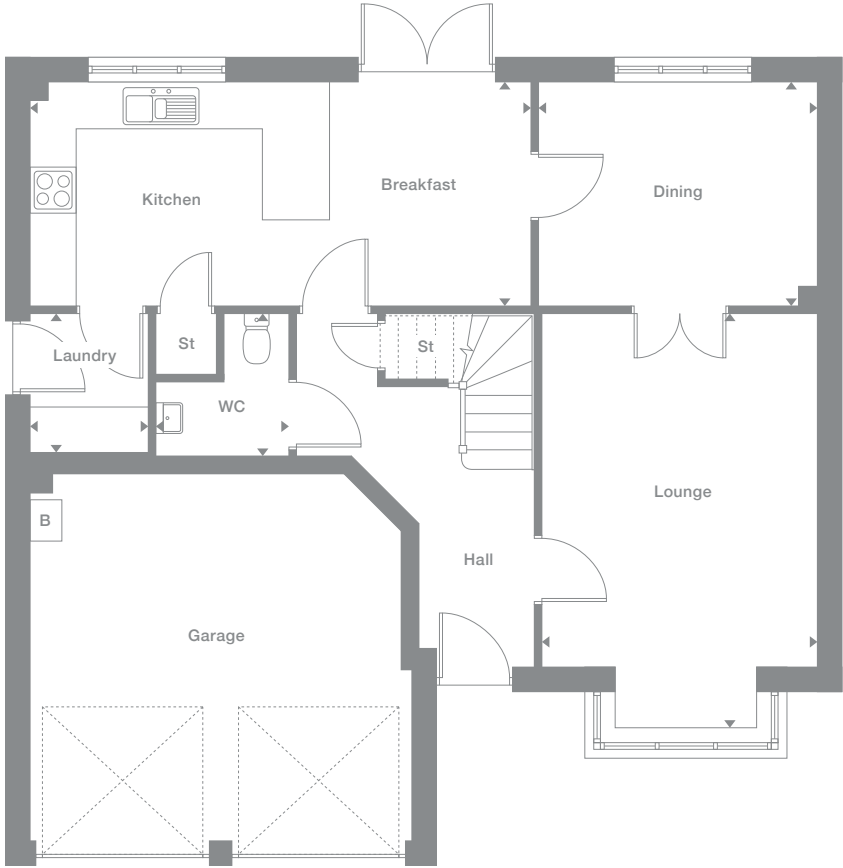 Kitchen
Breakfast
Dining
Laundry
St
St
WC
Lounge
B
Hall
Garage